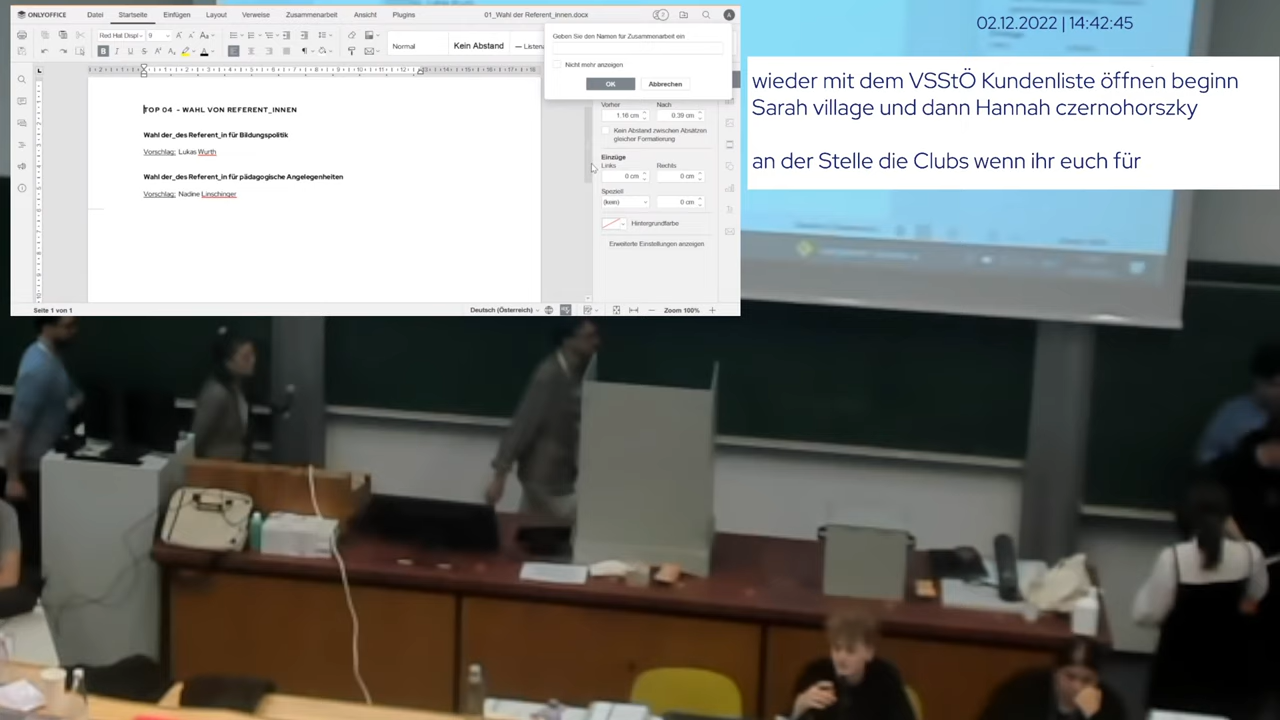 ONLYOFFICE
Datei Startseite Einfügen Layout Verweise Zusammenarbeit Ansicht Plugins
01_Wahl der Referent_innen.docx
Red Hat Displ 9
Normal
Kein Abstand
Listena
Geben Sie den Namen für Zusammenarbeit ein
Nicht mehr anzeigen
OK Abbrechen
TOP 04 - WAHL VON REFERENT_INNEN
Wahl der_des Referent_in für Bildungspolitik
Vorschlag: Lukas Wurth
Wahl der_des Referent_in für pädagogische Angelegenheiten
Vorschlag: Nadine Linschinger
Vorher Nach
1.16 cm 0.39 cm
Kein Abstand zwischen Absätzen
gleicher Formatierung
Einzüge
Links Rechts
0 cm 0 cm
Speziell
(kein) 0 cm
Hintergrundfarbe
Erweiterte Einstellungen anzeigen
Seite 1 von 1
Deutsch (Österreich)
Zoom 100%
02.12.2022 | 14:42:45
wieder mit dem VSStÖ Kundenliste öffnen beginn
Sarah village und dann Hannah czernohorszky
an der Stelle die Clubs wenn ihr euch für